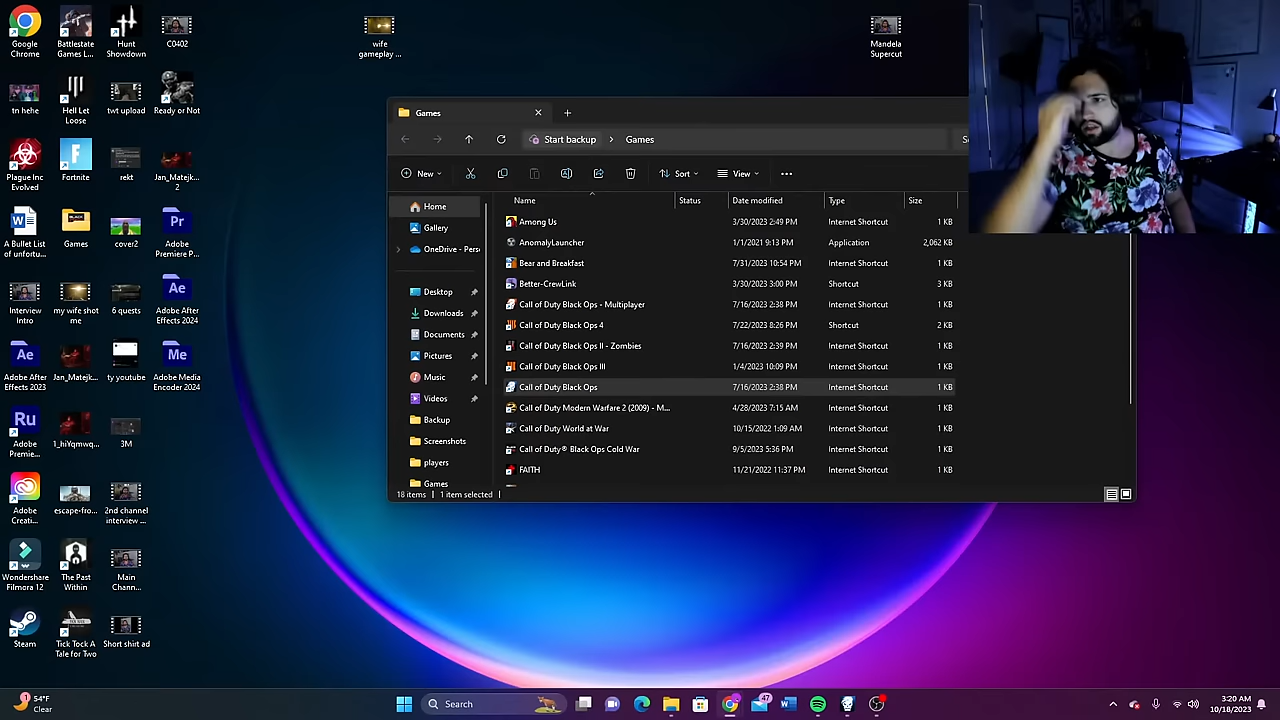 Google
Chrome
Battlestate
Games L...
Hunt
Showdown
C0402
wife
gameplay ...
Mandela
Supercut
tn hehe
Hell Let
Loose
twt upload
Ready or Not
Plague Inc
Evolved
Fortnite
rekt
Jan_Matejk...
2
A Bullet List
of unfortu...
Games
cover2
Adobe
Premiere P...
Interview
Intro
my wife shot
me
6 quests
Adobe
After Effects
2024
Adobe
After Effects
2023
Jan_Matejk...
ty youtube
Adobe Media
Encoder 2024
Adobe
Premie...
1_hiYqmwq...
3M
Adobe
Creati...
escape-fro...
2nd channel
interview ...
Wondershare
Filmora 12
The Past
Within
Main
Chann...
Steam
Tick Tock A
Tale for Two
Short shirt ad
Games
Start backup > Games
New
Sort
View
Name Status Date modified Type Size
Home
Gallery
OneDrive - Pers
Desktop
Downloads
Documents
Pictures
Music
Videos
Backup
Screenshots
players
Games
Among Us 3/30/2023 2:49 PM Internet Shortcut 1 KB
AnomalyLauncher 1/1/2021 9:13 PM Application 2,062 KB
Bear and Breakfast 7/31/2023 10:54 PM Internet Shortcut 1 KB
Better-CrewLink 3/30/2023 3:00 PM Shortcut 3 KB
Call of Duty Black Ops - Multiplayer 7/16/2023 2:38 PM Internet Shortcut 1 KB
Call of Duty Black Ops 4 7/22/2023 8:26 PM Shortcut 2 KB
Call of Duty Black Ops II - Zombies 7/16/2023 2:39 PM Internet Shortcut 1 KB
Call of Duty Black Ops III 1/4/2023 10:09 PM Internet Shortcut 1 KB
Call of Duty Black Ops 7/16/2023 2:38 PM Internet Shortcut 1 KB
Call of Duty Modern Warfare 2 (2009) - M... 4/28/2023 7:15 AM Internet Shortcut 1 KB
Call of Duty World at War 10/15/2022 1:09 AM Internet Shortcut 1 KB
Call of Duty® Black Ops Cold War 9/5/2023 5:36 PM Internet Shortcut 1 KB
FAITH 11/21/2022 11:37 PM Internet Shortcut 1 KB
18 items 1 item selected
54°F
Clear
Search
47
3:20 AM
10/18/2023